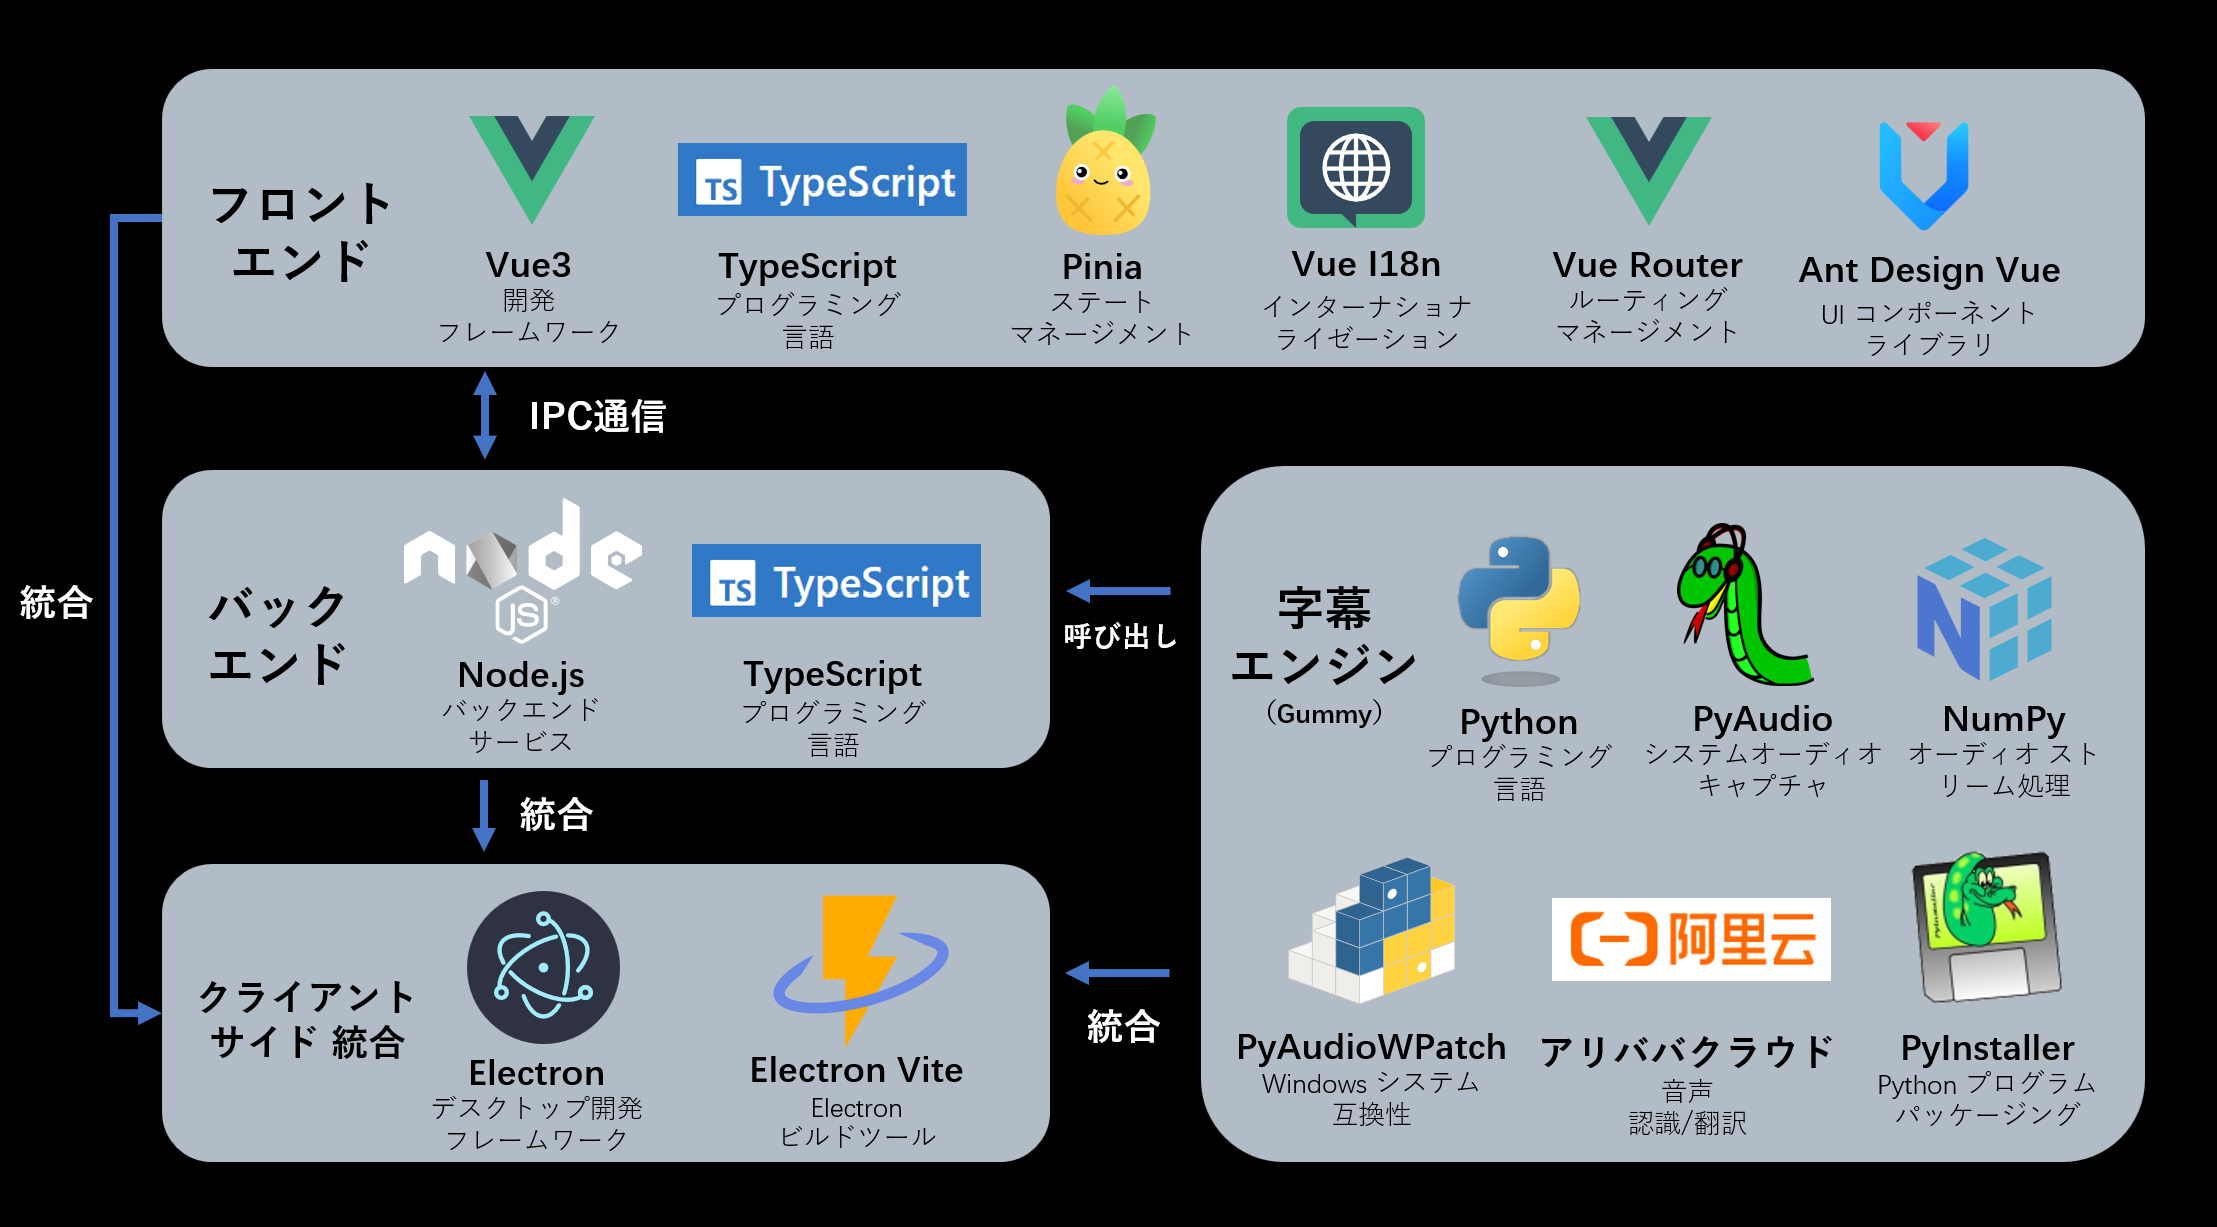 フロント
エンド
TS TypeScript
Vue3
開発
フレームワーク
TypeScript
プログラミング
言語
Pinia
ステート
マネージメント
Vue I18n
インターナショナ
ライゼーション
Vue Router
ルーティング
マネージメント
Ant Design Vue
UI コンポーネント
ライブラリ
IPC通信
統合
バック
エンド
node
JS®
TS TypeScript
Node.js
バックエンド
サービス
TypeScript
プログラミング
言語
呼び出し
統合
クライアント
サイド 統合
Electron
デスクトップ開発
フレームワーク
Electron Vite
Electron
ビルドツール
統合
字幕
エンジン
（Gummy）
Python
プログラミング
言語
PyAudio
システムオーディオ
キャプチャ
NumPy
オーディオ スト
リーム処理
PyAudioWPatch
Windows システム
互換性
阿里云
アリババクラウド
音声
認識/翻訳
PyInstaller
PyInstaller
Python プログラム
パッケージング